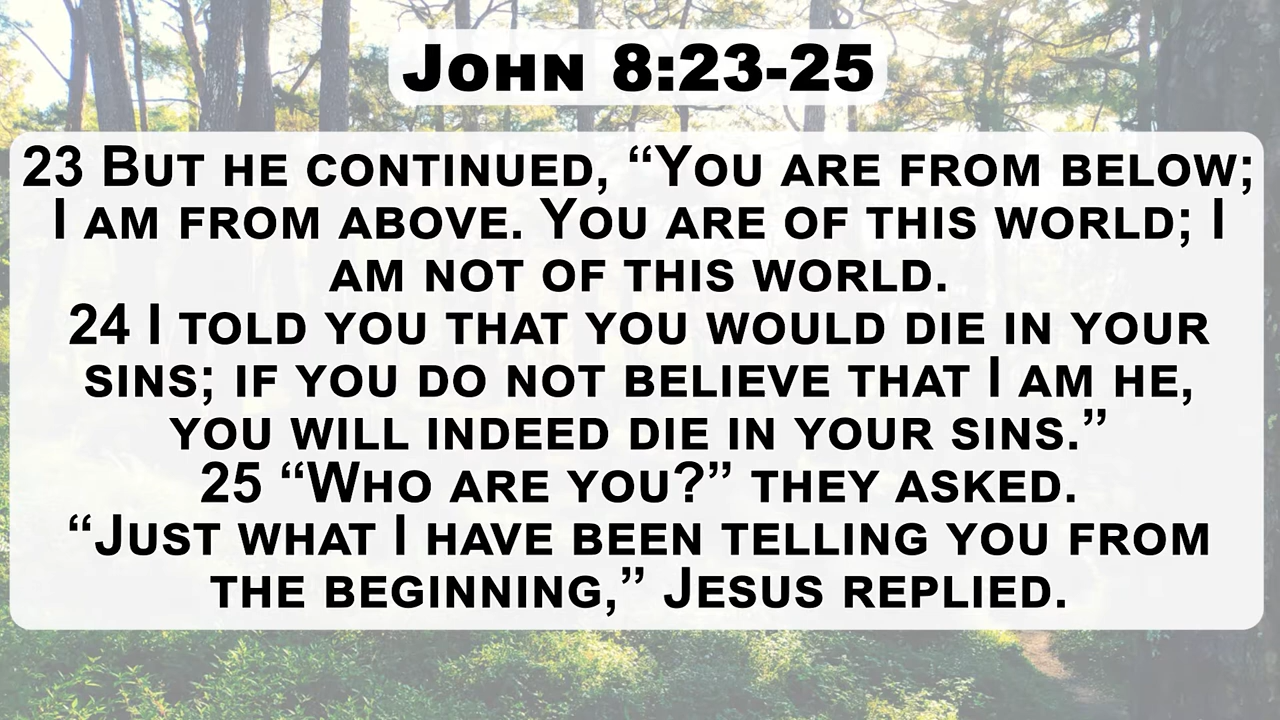 John 8:23-25
23 But he continued, “You are from below;
I am from above. You are of this world; I
am not of this world.
24 I told you that you would die in your
sins; if you do not believe that I am he,
you will indeed die in your sins.”
25 “Who are you?” they asked.
“Just what I have been telling you from
the beginning,” Jesus replied.